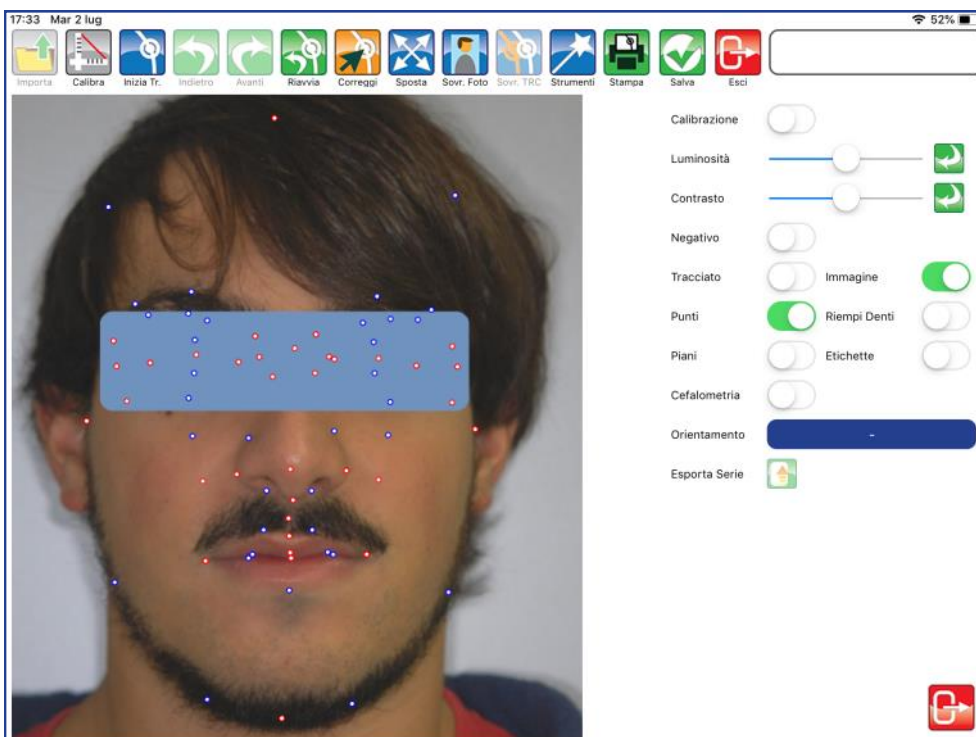 17:33 Mar 2 lug 52%
Importa Calibra Inizia Tr. Indietro Avanti Riavvia Correggi Sposta Sovr. Foto Sovr. TRC Strumenti Stampa Salva Esci
Calibrazione
Luminosità
Contrasto
Negativo
Tracciato Immagine
Punti Riempi Denti
Piani Etichette
Cefalometria
Orientamento -
Esporta Serie